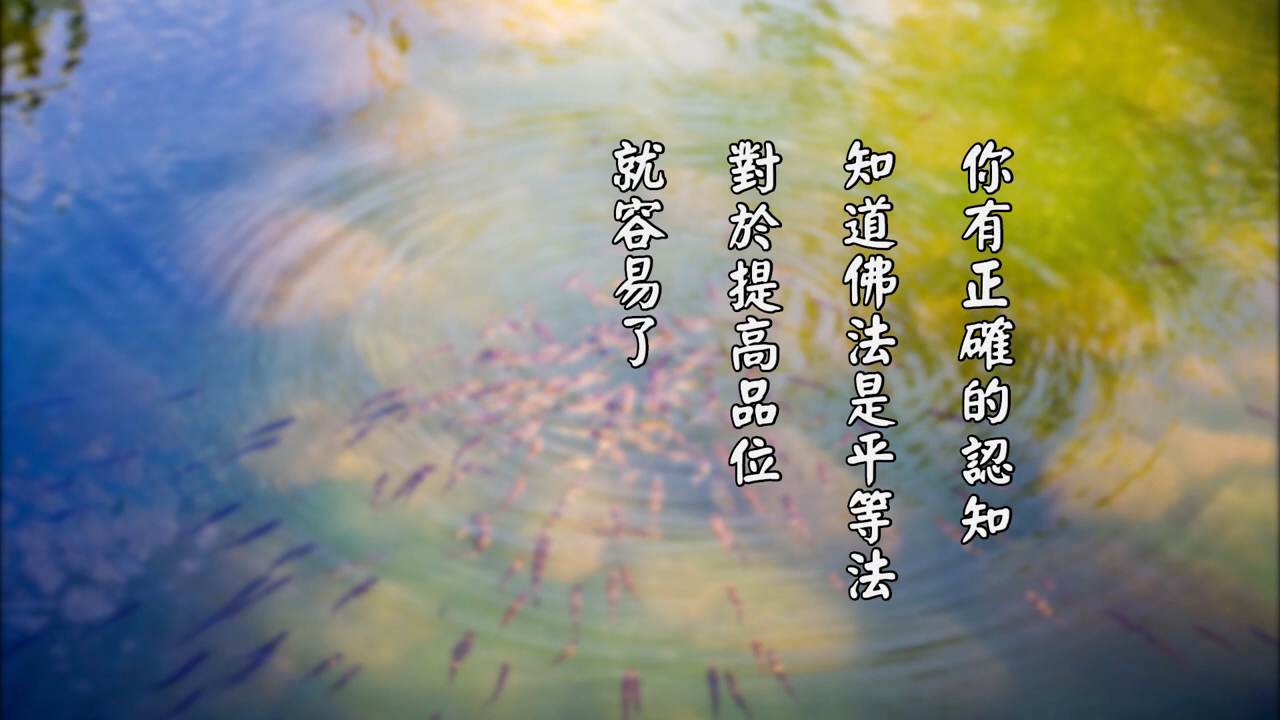 你有正確的認知
知道佛法是平等法
對於提高品位
就容易了